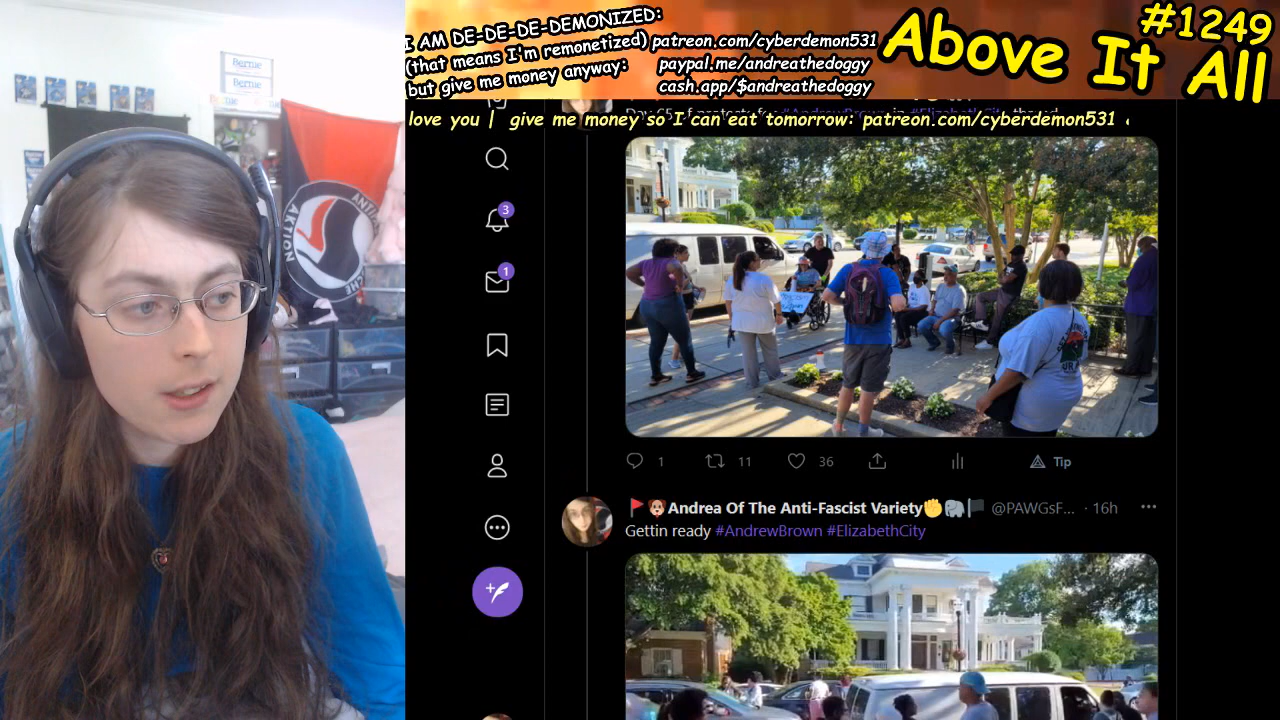 I AM DE-DE-DE-DEMONIZED:
(that means I'm remonetized)
but give me money anyway:
patreon.com/cyberdemon531
paypal.me/andreathedoggy
cash.app/$andreathedoggy
#1249
Above It All
love you | give me money so I can eat tomorrow: patreon.com/cyberdemon531
Bernie
Bernie
ANTIFA
AKTION
3
1
1
11
36
Tip
Andrea Of The Anti-Fascist Variety @PAWGsF... · 16h
Gettin ready #AndrewBrown #ElizabethCity